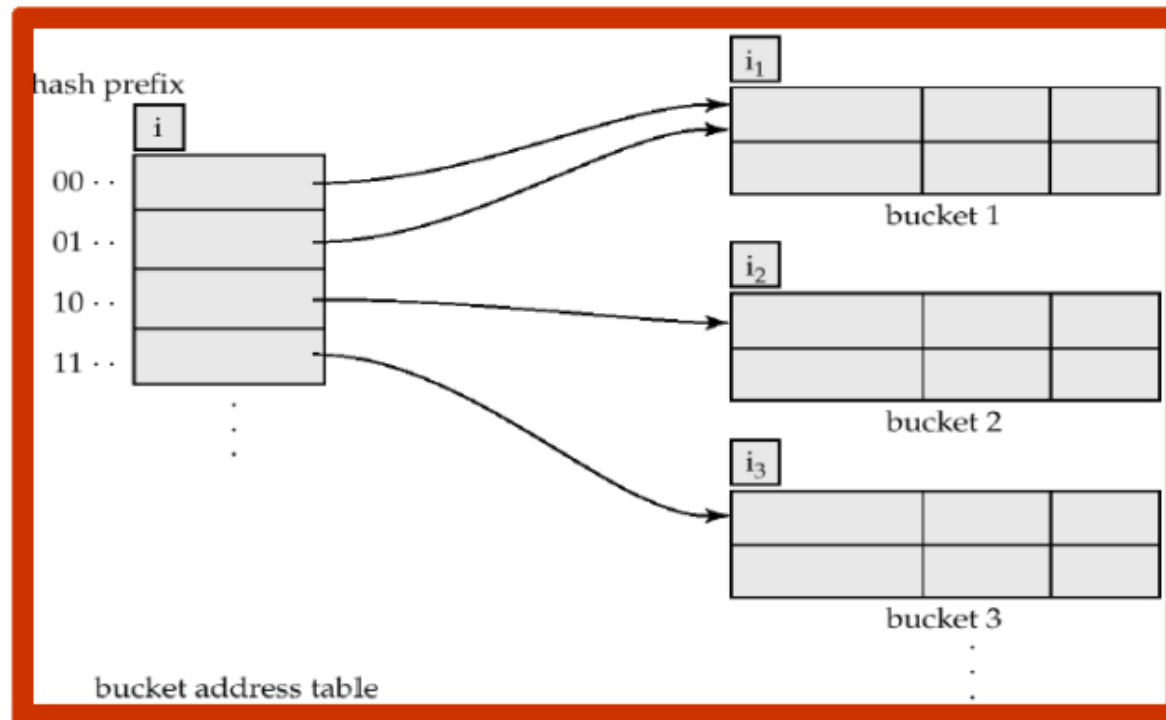 hash prefix
i
00 · ·
01 · ·
10 · ·
11 · ·
bucket address table
i₁
bucket 1
i₂
bucket 2
i₃
bucket 3